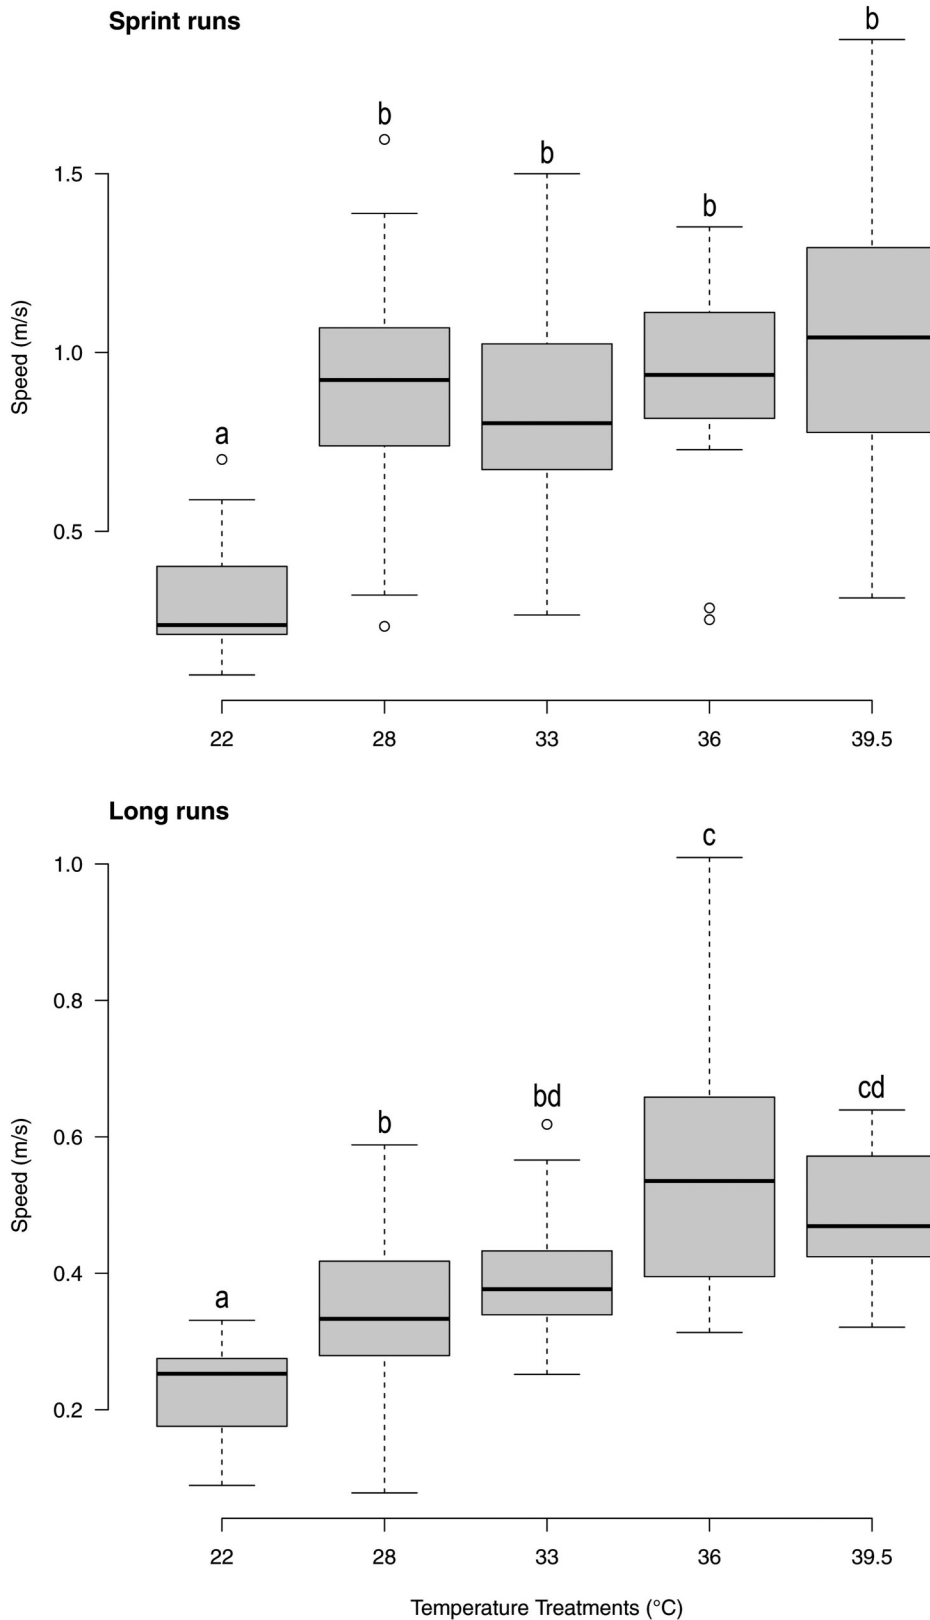 Sprint runs
b
b
1.5
b
b
Speed (m/s)
1.0
a
0.5
22 28 33 36 39.5
Long runs
c
1.0
0.8
cd
bd
b
Speed (m/s)
0.6
0.4
a
0.2
22 28 33 36 39.5
Temperature Treatments (°C)